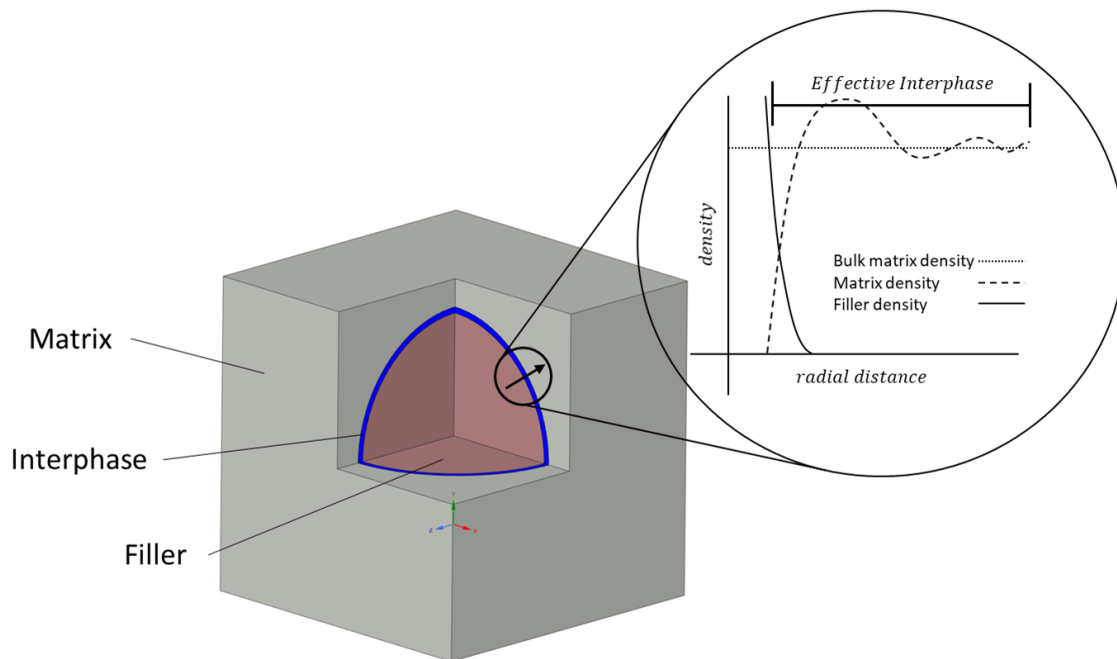 Effective Interphase
density
Bulk matrix density
Matrix density
Filler density
radial distance
Matrix
Interphase
Filler
Y
Z
X